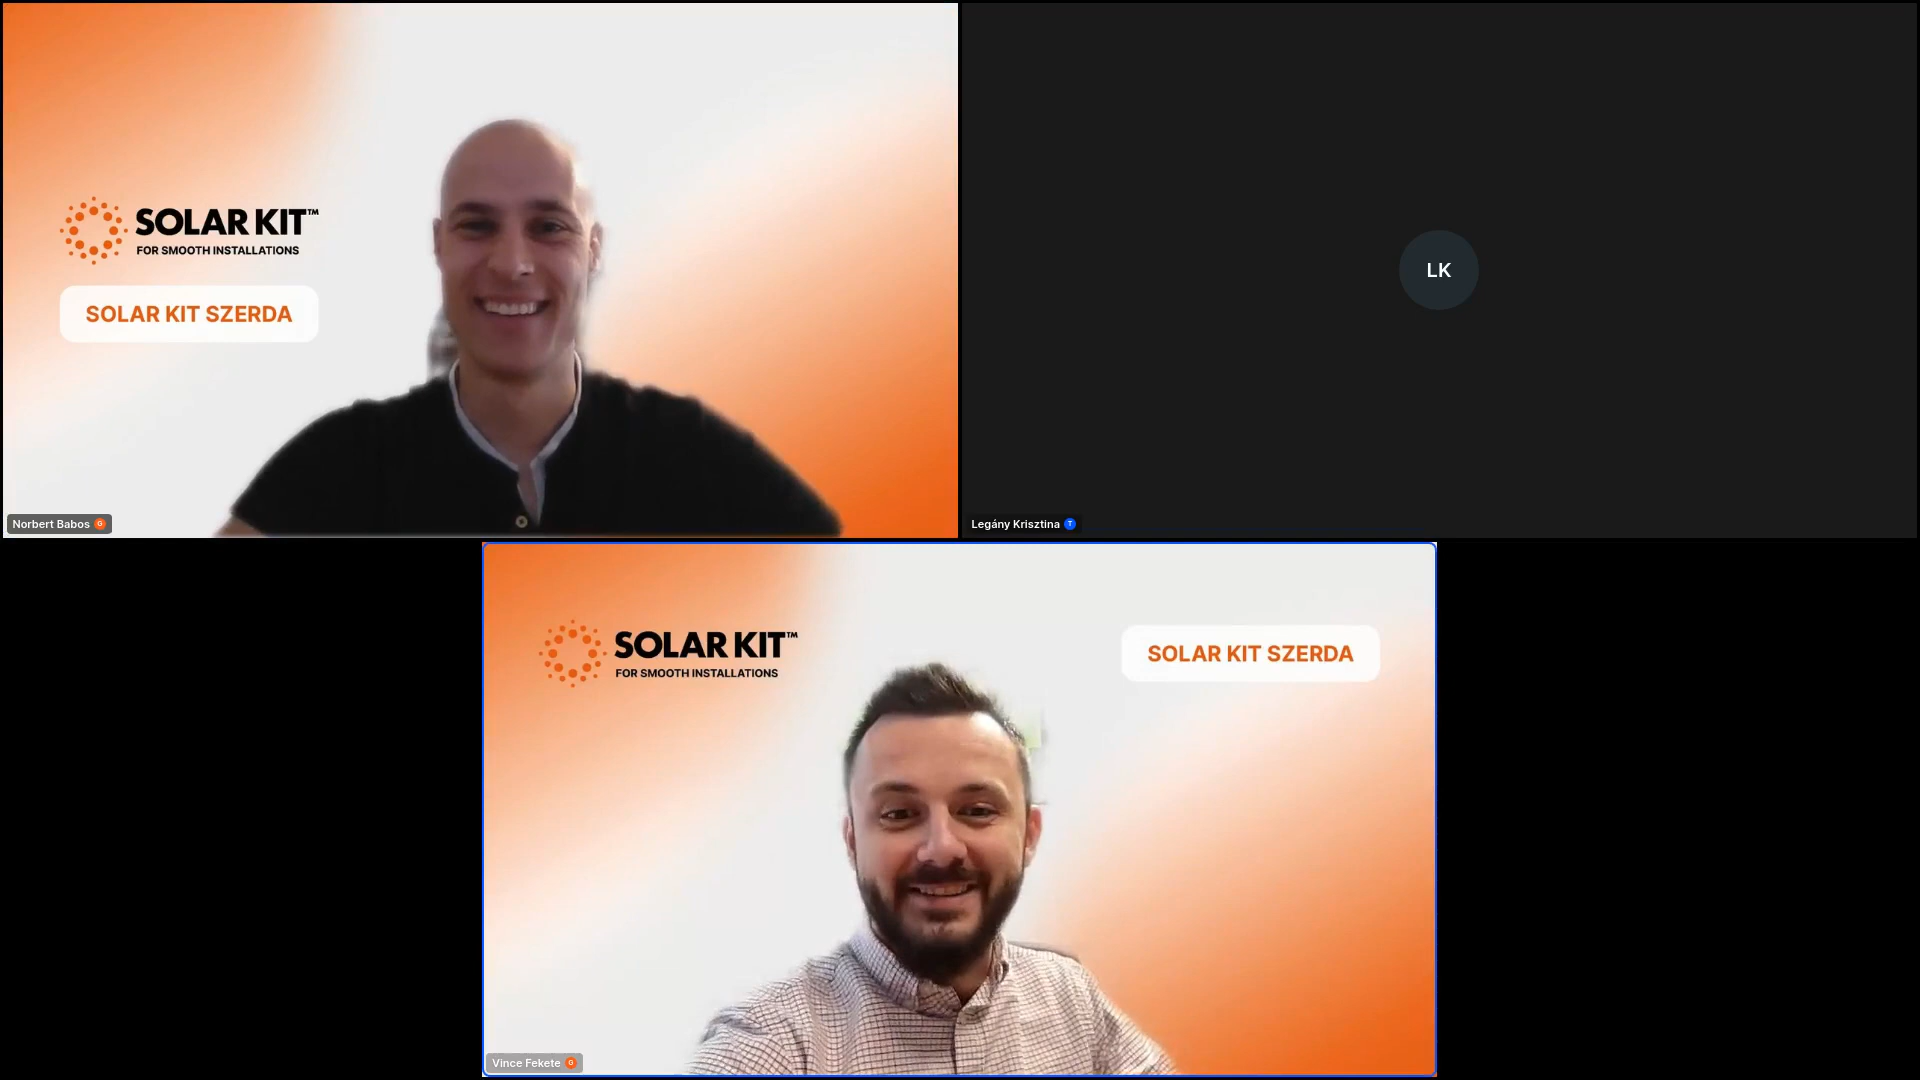 SOLAR KIT™
FOR SMOOTH INSTALLATIONS
SOLAR KIT SZERDA
Norbert Babos G
LK
Legány Krisztina T
SOLAR KIT™
FOR SMOOTH INSTALLATIONS
SOLAR KIT SZERDA
Vince Fekete G